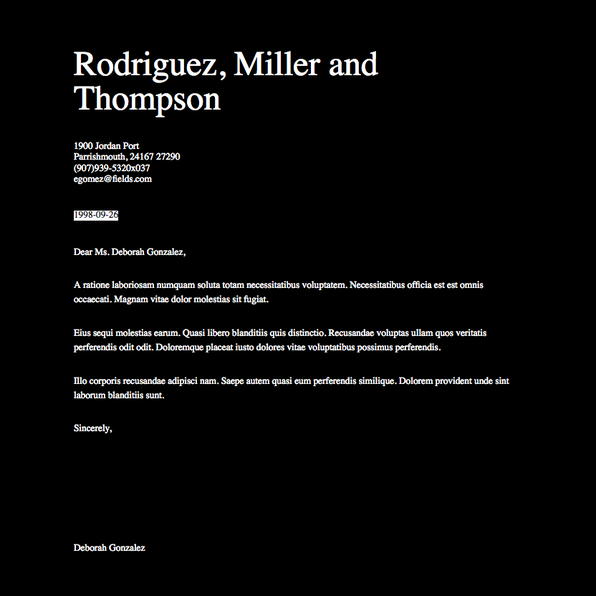 Rodriguez, Miller and
Thompson
1900 Jordan Port
Parrishmouth, 24167 27290
(907)939-5320x037
egomez@fields.com
1998-09-26
Dear Ms. Deborah Gonzalez,
A ratione laboriosam numquam soluta totam necessitatibus voluptatem. Necessitatibus officia est est omnis
occaecati. Magnam vitae dolor molestias sit fugiat.
Eius sequi molestias earum. Quasi libero blanditiis quis distinctio. Recusandae voluptas ullam quos veritatis
perferendis odit odit. Doloremque placeat iusto dolores vitae voluptatibus possimus perferendis.
Illo corporis recusandae adipisci nam. Saepe autem quasi eum perferendis similique. Dolorem provident unde sint
laborum blanditiis sunt.
Sincerely,
Deborah Gonzalez